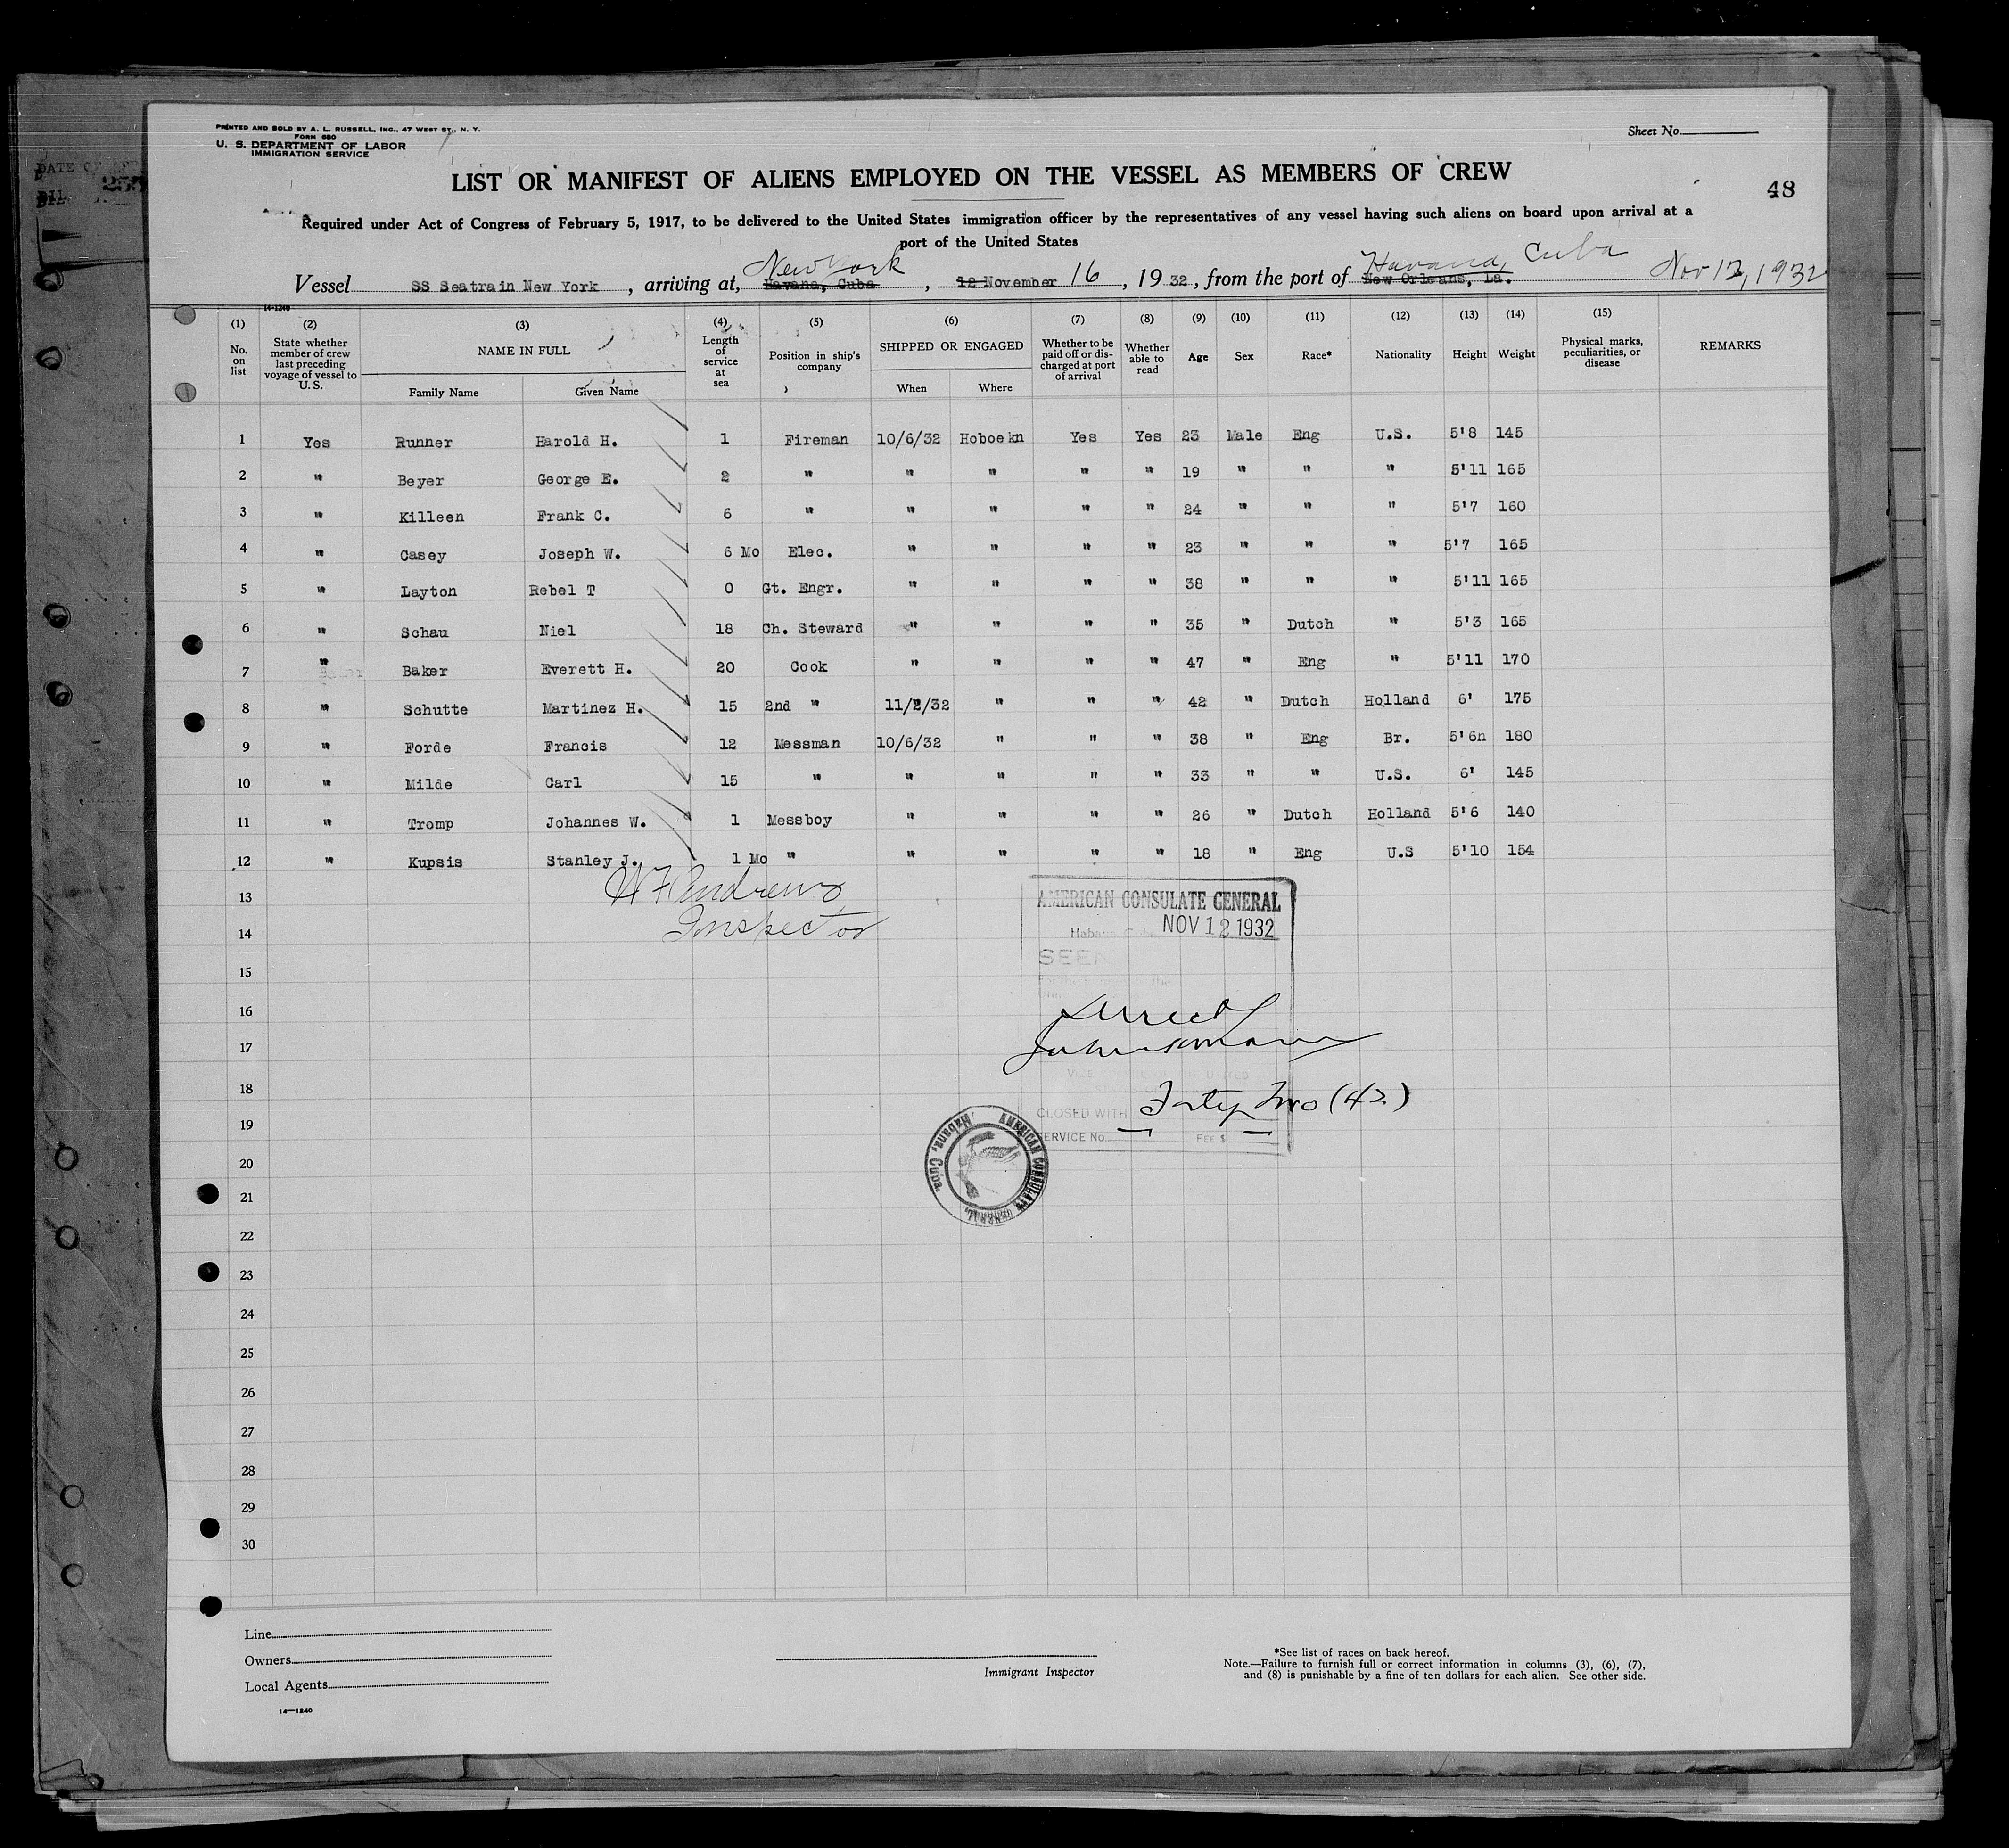 PRINTED AND SOLD BY A. L. RUSSELL, INC., 47 WEST ST., N. Y.
FORM 680
U. S. DEPARTMENT OF LABOR
IMMIGRATION SERVICE
Sheet No.
LIST OR MANIFEST OF ALIENS EMPLOYED ON THE VESSEL AS MEMBERS OF CREW
48
Required under Act of Congress of February 5, 1917, to be delivered to the United States immigration officer by the representatives of any vessel having such aliens on board upon arrival at a
port of the United States
New York Havana, Cuba Nov 12, 1932
Vessel SS Seatrain New York, arriving at, Havana, Cuba, 12 November 16, 1932, from the port of New Orleans, La.
14-1240
(1) (2) (3) (4) (5) (6) (7) (8) (9) (10) (11) (12) (13) (14) (15)
No. on list State whether member of crew last preceding voyage of vessel to U. S. NAME IN FULL Length of service at sea Position in ship's company SHIPPED OR ENGAGED Whether to be paid off or discharged at port of arrival Whether able to read Age Sex Race* Nationality Height Weight Physical marks, peculiarities, or disease REMARKS
Family Name Given Name When Where
1 Yes Runner Harold H. 1 Fireman 10/6/32 Hoboekn Yes Yes 23 Male Eng U.S. 5'8 145
2 " Beyer George E. 2 " " " " " 19 " " " 5'11 165
3 " Killeen Frank C. 6 " " " " " 24 " " " 5'7 160
4 " Casey Joseph W. 6 Mo Elec. " " " " 23 " " " 5'7 165
5 " Layton Rebel T 0 Gt. Engr. " " " " 38 " " " 5'11 165
6 " Schau Niel 18 Ch. Steward " " " " 35 " Dutch " 5'3 165
7 " Baker Everett H. 20 Cook " " " " 47 " Eng " 5'11 170
8 " Schutte Martinez H. 15 2nd " 11/2/32 " " " 42 " Dutch Holland 6' 175
9 " Forde Francis 12 Messman 10/6/32 " " " 38 " Eng Br. 5'6n 180
10 " Milde Carl 15 " " " " " 33 " " U.S. 6' 145
11 " Tromp Johannes W. 1 Messboy " " " " 26 " Dutch Holland 5'6 140
12 " Kupsis Stanley J. 1 Mo " " " " " 18 " Eng U.S 5'10 154
Andrews
Inspector
AMERICAN CONSULATE GENERAL
Habana Cuba NOV 12 1932
SEEN
13
14
15
16
17
18
19
20
21
22
23
24
25
26
27
28
29
30
CLOSED WITH Forty Two (42)
SERVICE No. FEE $
AMERICAN CONSULATE GENERAL, Habana, Cuba
Line
Owners
Local Agents
14—1240
Immigrant Inspector
*See list of races on back hereof.
Note.—Failure to furnish full or correct information in columns (3), (6), (7),
and (8) is punishable by a fine of ten dollars for each alien. See other side.